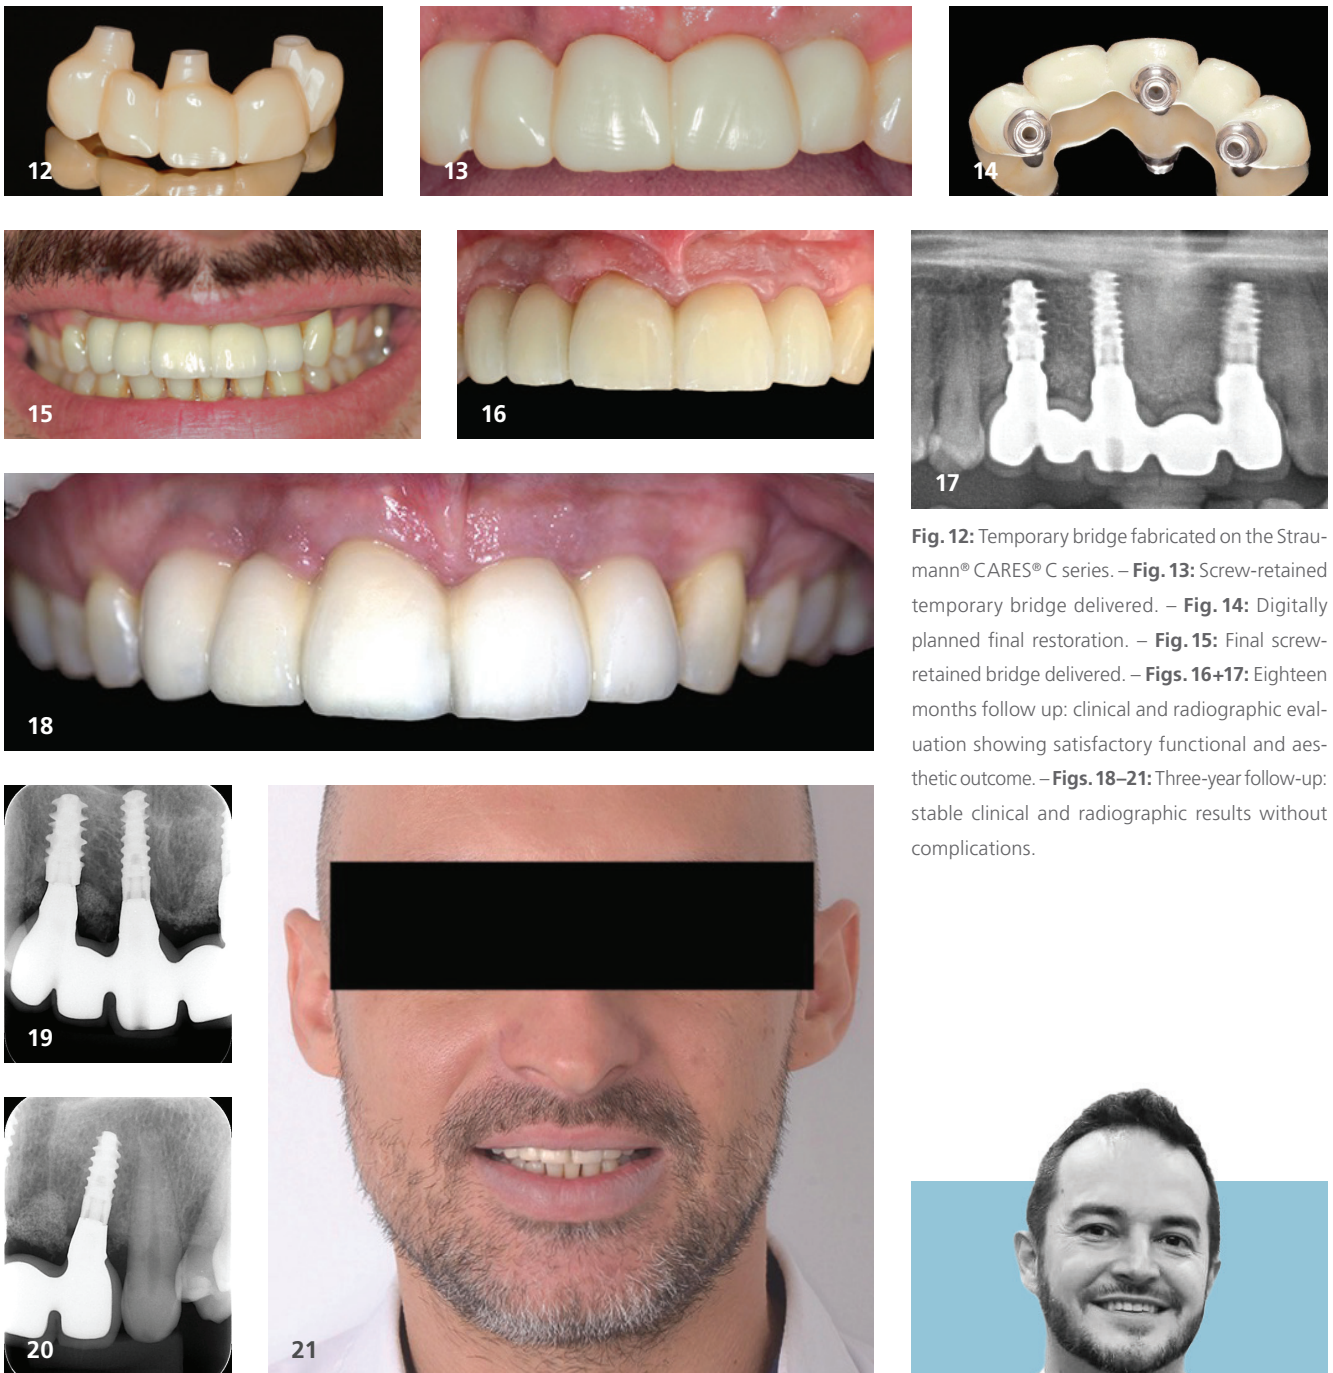 12
13
14
15
16
17
18
Fig. 12: Temporary bridge fabricated on the Strau-
mann® CARES® C series. – Fig. 13: Screw-retained
temporary bridge delivered. – Fig. 14: Digitally
planned final restoration. – Fig. 15: Final screw-
retained bridge delivered. – Figs. 16+17: Eighteen
months follow up: clinical and radiographic eval-
uation showing satisfactory functional and aes-
thetic outcome. – Figs. 18–21: Three-year follow-up:
stable clinical and radiographic results without
complications.
19
20
21